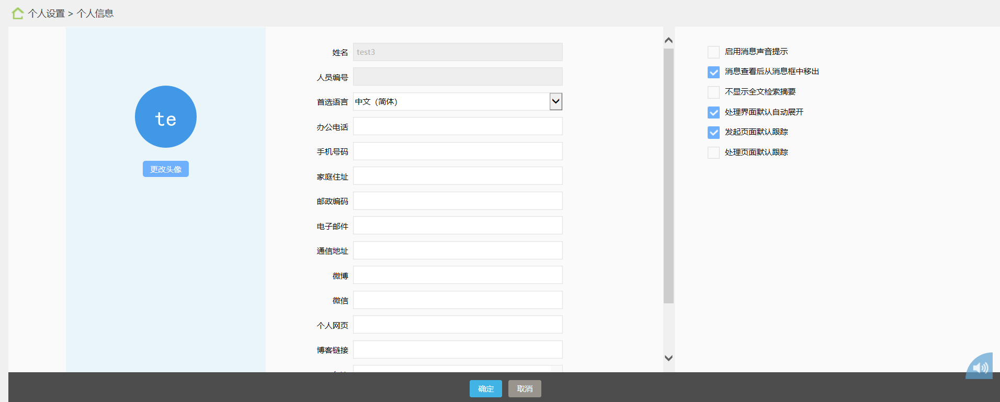 个人设置 > 个人信息
te
更改头像
姓名 test3
人员编号
首选语言 中文（简体）
办公电话
手机号码
家庭住址
邮政编码
电子邮件
通信地址
微博
微信
个人网页
博客链接
启用消息声音提示
消息查看后从消息框中移出
不显示全文检索摘要
处理界面默认自动展开
发起页面默认跟踪
处理页面默认跟踪
确定 取消